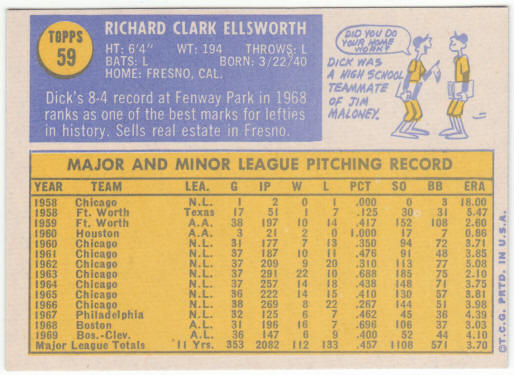 TOPPS
59
RICHARD CLARK ELLSWORTH
HT: 6'4" WT: 194 THROWS: L
BATS: L BORN: 3/22/40
HOME: FRESNO, CAL.
Dick's 8-4 record at Fenway Park in 1968
ranks as one of the best marks for lefties
in history. Sells real estate in Fresno.
DID YOU DO
YOUR HOME
WORK?
DICK WAS
A HIGH SCHOOL
TEAMMATE
OF JIM
MALONEY.
MAJOR AND MINOR LEAGUE PITCHING RECORD
YEAR TEAM LEA. G IP W L PCT SO BB ERA
1958 Chicago N.L. 1 2 0 1 .000 0 3 18.00
1958 Ft. Worth Texas 17 51 1 7 .125 30 31 5.47
1959 Ft. Worth A.A. 38 197 10 14 .417 152 108 2.60
1960 Houston A.A. 3 21 2 0 1.000 17 7 0.86
1960 Chicago N.L. 31 177 7 13 .350 94 72 3.71
1961 Chicago N.L. 37 187 10 11 .476 91 48 3.85
1962 Chicago N.L. 37 209 9 20 .310 113 77 5.08
1963 Chicago N.L. 37 291 22 10 .688 185 75 2.10
1964 Chicago N.L. 37 257 14 18 .438 148 71 3.75
1965 Chicago N.L. 36 222 14 15 .410 130 57 3.81
1966 Chicago N.L. 38 269 8 22 .267 144 51 3.98
1967 Philadelphia N.L. 32 125 6 7 .462 45 36 4.39
1968 Boston A.L. 31 196 16 7 .696 106 37 3.03
1969 Bos.-Clev. A.L. 36 147 6 9 .400 52 44 4.10
Major League Totals 11 Yrs. 353 2082 112 133 .457 1108 571 3.70
©T.C.G. PRTD. IN U.S.A.